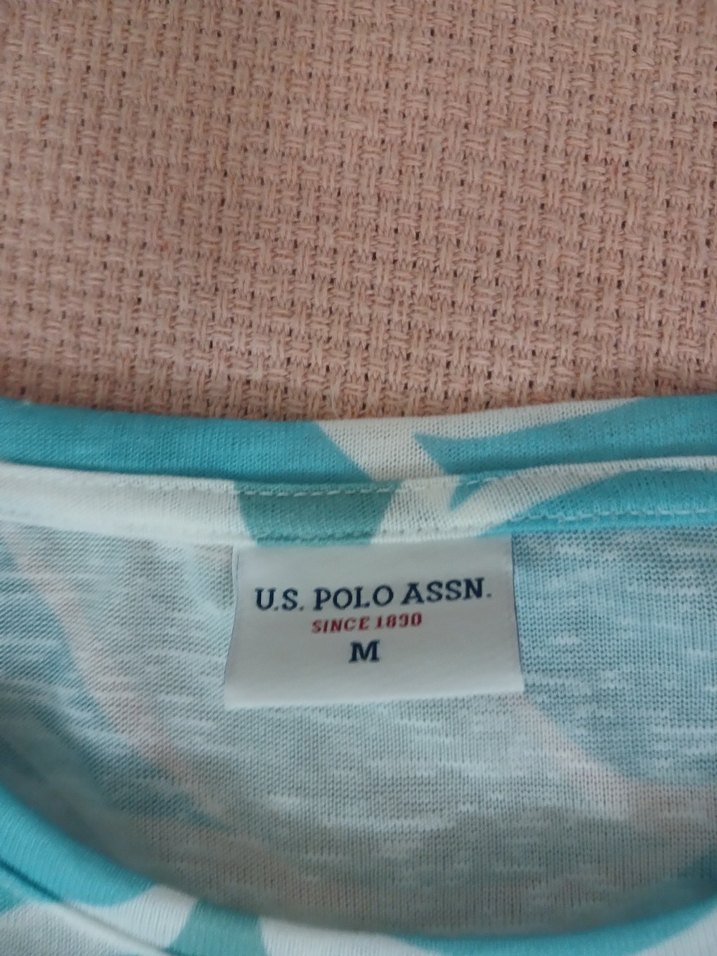 U.S. POLO ASSN.
SINCE 1890
M